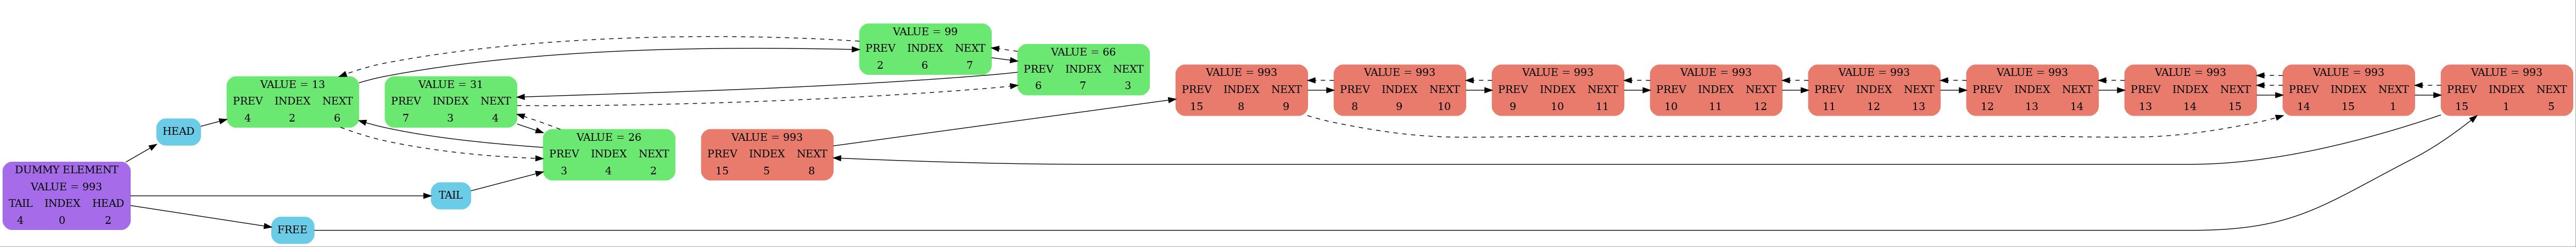 DUMMY ELEMENT
VALUE = 993
TAIL INDEX HEAD
4 0 2
HEAD
FREE
TAIL
VALUE = 13
PREV INDEX NEXT
4 2 6
VALUE = 31
PREV INDEX NEXT
7 3 4
VALUE = 26
PREV INDEX NEXT
3 4 2
VALUE = 993
PREV INDEX NEXT
15 5 8
VALUE = 99
PREV INDEX NEXT
2 6 7
VALUE = 66
PREV INDEX NEXT
6 7 3
VALUE = 993
PREV INDEX NEXT
15 8 9
VALUE = 993
PREV INDEX NEXT
8 9 10
VALUE = 993
PREV INDEX NEXT
9 10 11
VALUE = 993
PREV INDEX NEXT
10 11 12
VALUE = 993
PREV INDEX NEXT
11 12 13
VALUE = 993
PREV INDEX NEXT
12 13 14
VALUE = 993
PREV INDEX NEXT
13 14 15
VALUE = 993
PREV INDEX NEXT
14 15 1
VALUE = 993
PREV INDEX NEXT
15 1 5